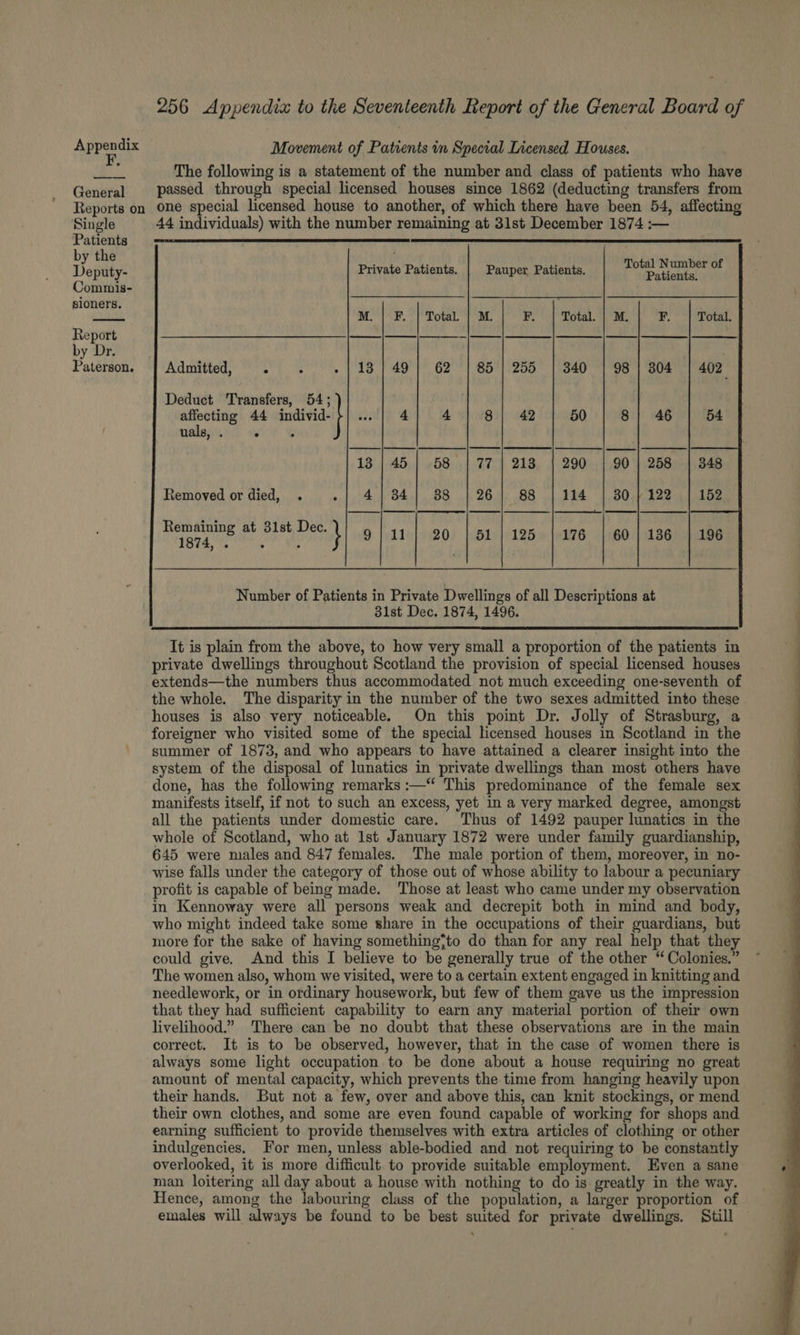 256 Appendix to the Seventeenth Report of the General Board of
Appendix
F.
General
Reports on
Single
Patients
by the
Deputy-
Commis-
sioners.
Report
by Dr.
Paterson.
Movement of Patients in Special Licensed Houses.
The following is a statement of the number and class of patients who have
passed through special licensed houses since 1862 (deducting transfers from
one special licensed house to another, of which there have been 54, affecting
44 individuals) with the number remaining at 31st December 1874 :—
Private Patients. Pauper Patients. Total Number of Patients.
M. F. Total. M. F. Total. M. F. Total.
Admitted, . . . 13 49 62 85 255 340 98 304 402
Deduct Transfers, 54; affecting 44 individ-uals, . . . ... 4 4 8 42 50 8 46 54
13 45 58 77 213 290 90 258 348
Removed or died, . . 4 34 38 26 88 114 30 122 152
Remaining at 31st Dec. 1874, . . . 9 11 20 51 125 176 60 136 196
Number of Patients in Private Dwellings of all Descriptions at
31st Dec. 1874, 1496.
It is plain from the above, to how very small a proportion of the patients in
private dwellings throughout Scotland the provision of special licensed houses
extends—the numbers thus accommodated not much exceeding one-seventh of
the whole. The disparity in the number of the two sexes admitted into these
houses is also very noticeable. On this point Dr. Jolly of Strasburg, a
foreigner who visited some of the special licensed houses in Scotland in the
summer of 1873, and who appears to have attained a clearer insight into the
system of the disposal of lunatics in private dwellings than most others have
done, has the following remarks :—“ This predominance of the female sex
manifests itself, if not to such an excess, yet in a very marked degree, amongst
all the patients under domestic care. Thus of 1492 pauper lunatics in the
whole of Scotland, who at 1st January 1872 were under family guardianship,
645 were males and 847 females. The male portion of them, moreover, in no-
wise falls under the category of those out of whose ability to labour a pecuniary
profit is capable of being made. Those at least who came under my observation
in Kennoway were all persons weak and decrepit both in mind and body,
who might indeed take some share in the occupations of their guardians, but
more for the sake of having something to do than for any real help that they
could give. And this I believe to be generally true of the other “Colonies.”
The women also, whom we visited, were to a certain extent engaged in knitting and
needlework, or in ordinary housework, but few of them gave us the impression
that they had sufficient capability to earn any material portion of their own
livelihood.” There can be no doubt that these observations are in the main
correct. It is to be observed, however, that in the case of women there is
always some light occupation to be done about a house requiring no great
amount of mental capacity, which prevents the time from hanging heavily upon
their hands. But not a few, over and above this, can knit stockings, or mend
their own clothes, and some are even found capable of working for shops and
earning sufficient to provide themselves with extra articles of clothing or other
indulgencies. For men, unless able-bodied and not requiring to be constantly
overlooked, it is more difficult to provide suitable employment. Even a sane
man loitering all day about a house with nothing to do is greatly in the way.
Hence, among the labouring class of the population, a larger proportion of
emales will always be found to be best suited for private dwellings. Still